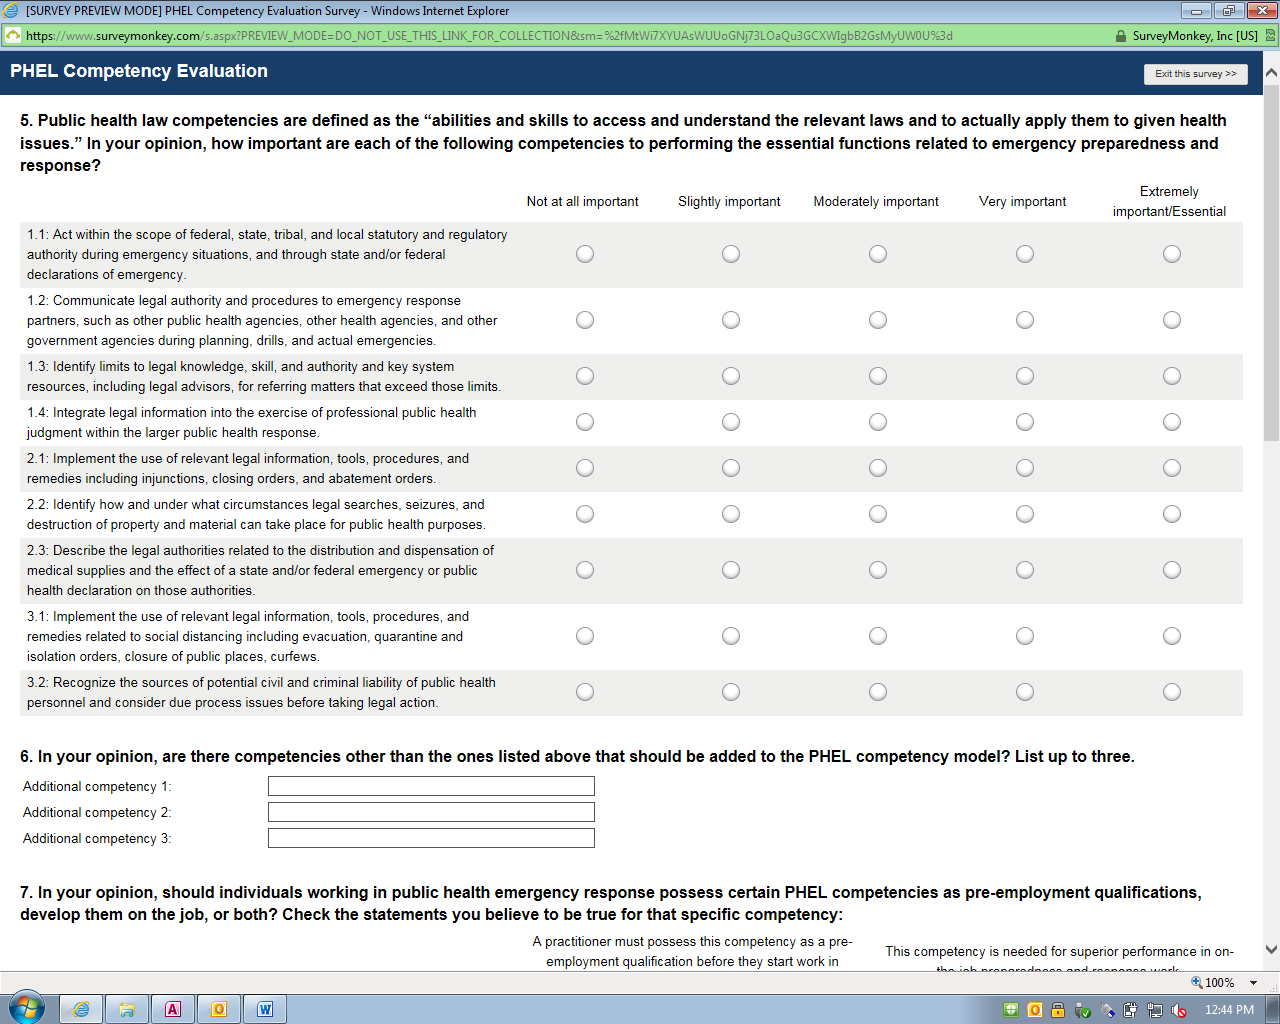 [SURVEY PREVIEW MODE] PHEL Competency Evaluation Survey - Windows Internet Explorer
https://www.surveymonkey.com/s.aspx?PREVIEW_MODE=DO_NOT_USE_THIS_LINK_FOR_COLLECTION&sm=%2fMtWi7XYUAsWUUoGNj73LOaQu3GCXWIgbB2GsMyUW0U%3d
SurveyMonkey, Inc [US]
PHEL Competency Evaluation
Exit this survey >>
5. Public health law competencies are defined as the “abilities and skills to access and understand the relevant laws and to actually apply them to given health
issues.” In your opinion, how important are each of the following competencies to performing the essential functions related to emergency preparedness and
response?
Not at all important
Slightly important
Moderately important
Very important
Extremely
important/Essential
1.1: Act within the scope of federal, state, tribal, and local statutory and regulatory
authority during emergency situations, and through state and/or federal
declarations of emergency.
1.2: Communicate legal authority and procedures to emergency response
partners, such as other public health agencies, other health agencies, and other
government agencies during planning, drills, and actual emergencies.
1.3: Identify limits to legal knowledge, skill, and authority and key system
resources, including legal advisors, for referring matters that exceed those limits.
1.4: Integrate legal information into the exercise of professional public health
judgment within the larger public health response.
2.1: Implement the use of relevant legal information, tools, procedures, and
remedies including injunctions, closing orders, and abatement orders.
2.2: Identify how and under what circumstances legal searches, seizures, and
destruction of property and material can take place for public health purposes.
2.3: Describe the legal authorities related to the distribution and dispensation of
medical supplies and the effect of a state and/or federal emergency or public
health declaration on those authorities.
3.1: Implement the use of relevant legal information, tools, procedures, and
remedies related to social distancing including evacuation, quarantine and
isolation orders, closure of public places, curfews.
3.2: Recognize the sources of potential civil and criminal liability of public health
personnel and consider due process issues before taking legal action.
6. In your opinion, are there competencies other than the ones listed above that should be added to the PHEL competency model? List up to three.
Additional competency 1:
Additional competency 2:
Additional competency 3:
7. In your opinion, should individuals working in public health emergency response possess certain PHEL competencies as pre-employment qualifications,
develop them on the job, or both? Check the statements you believe to be true for that specific competency:
A practitioner must possess this competency as a pre-
employment qualification before they start work in
This competency is needed for superior performance in on-
the-job preparedness and response work
100%
12:44 PM